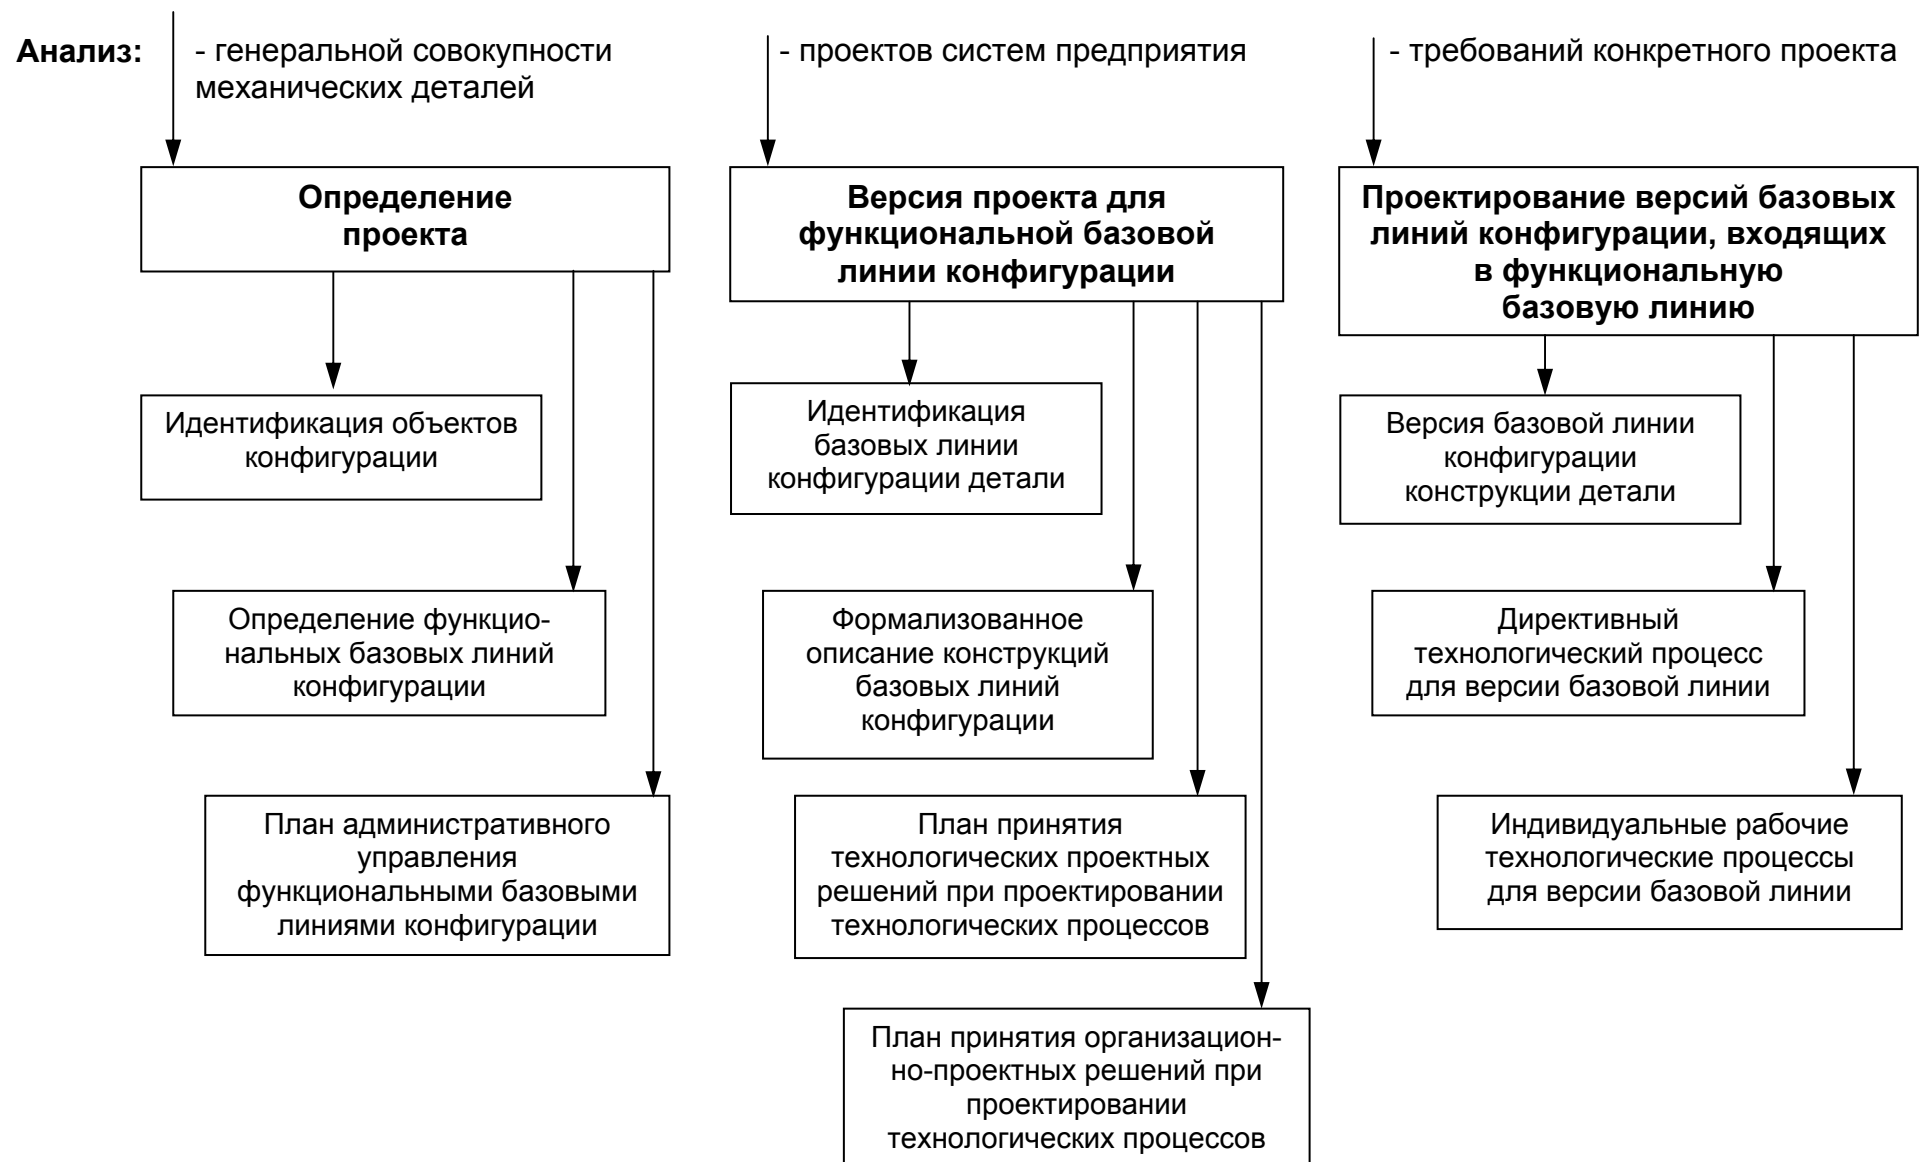 Анализ:
- генеральной совокупности
механических деталей
- проектов систем предприятия
- требований конкретного проекта
Определение
проекта
Версия проекта для
функциональной базовой
линии конфигурации
Проектирование версий базовых
линий конфигурации, входящих
в функциональную
базовую линию
Идентификация объектов
конфигурации
Идентификация
базовых линии
конфигурации детали
Версия базовой линии
конфигурации
конструкции детали
Определение функцио-
нальных базовых линий
конфигурации
Формализованное
описание конструкций
базовых линий
конфигурации
Директивный
технологический процесс
для версии базовой линии
План административного
управления
функциональными базовыми
линиями конфигурации
План принятия
технологических проектных
решений при проектировании
технологических процессов
Индивидуальные рабочие
технологические процессы
для версии базовой линии
План принятия организацион-
но-проектных решений при
проектировании
технологических процессов